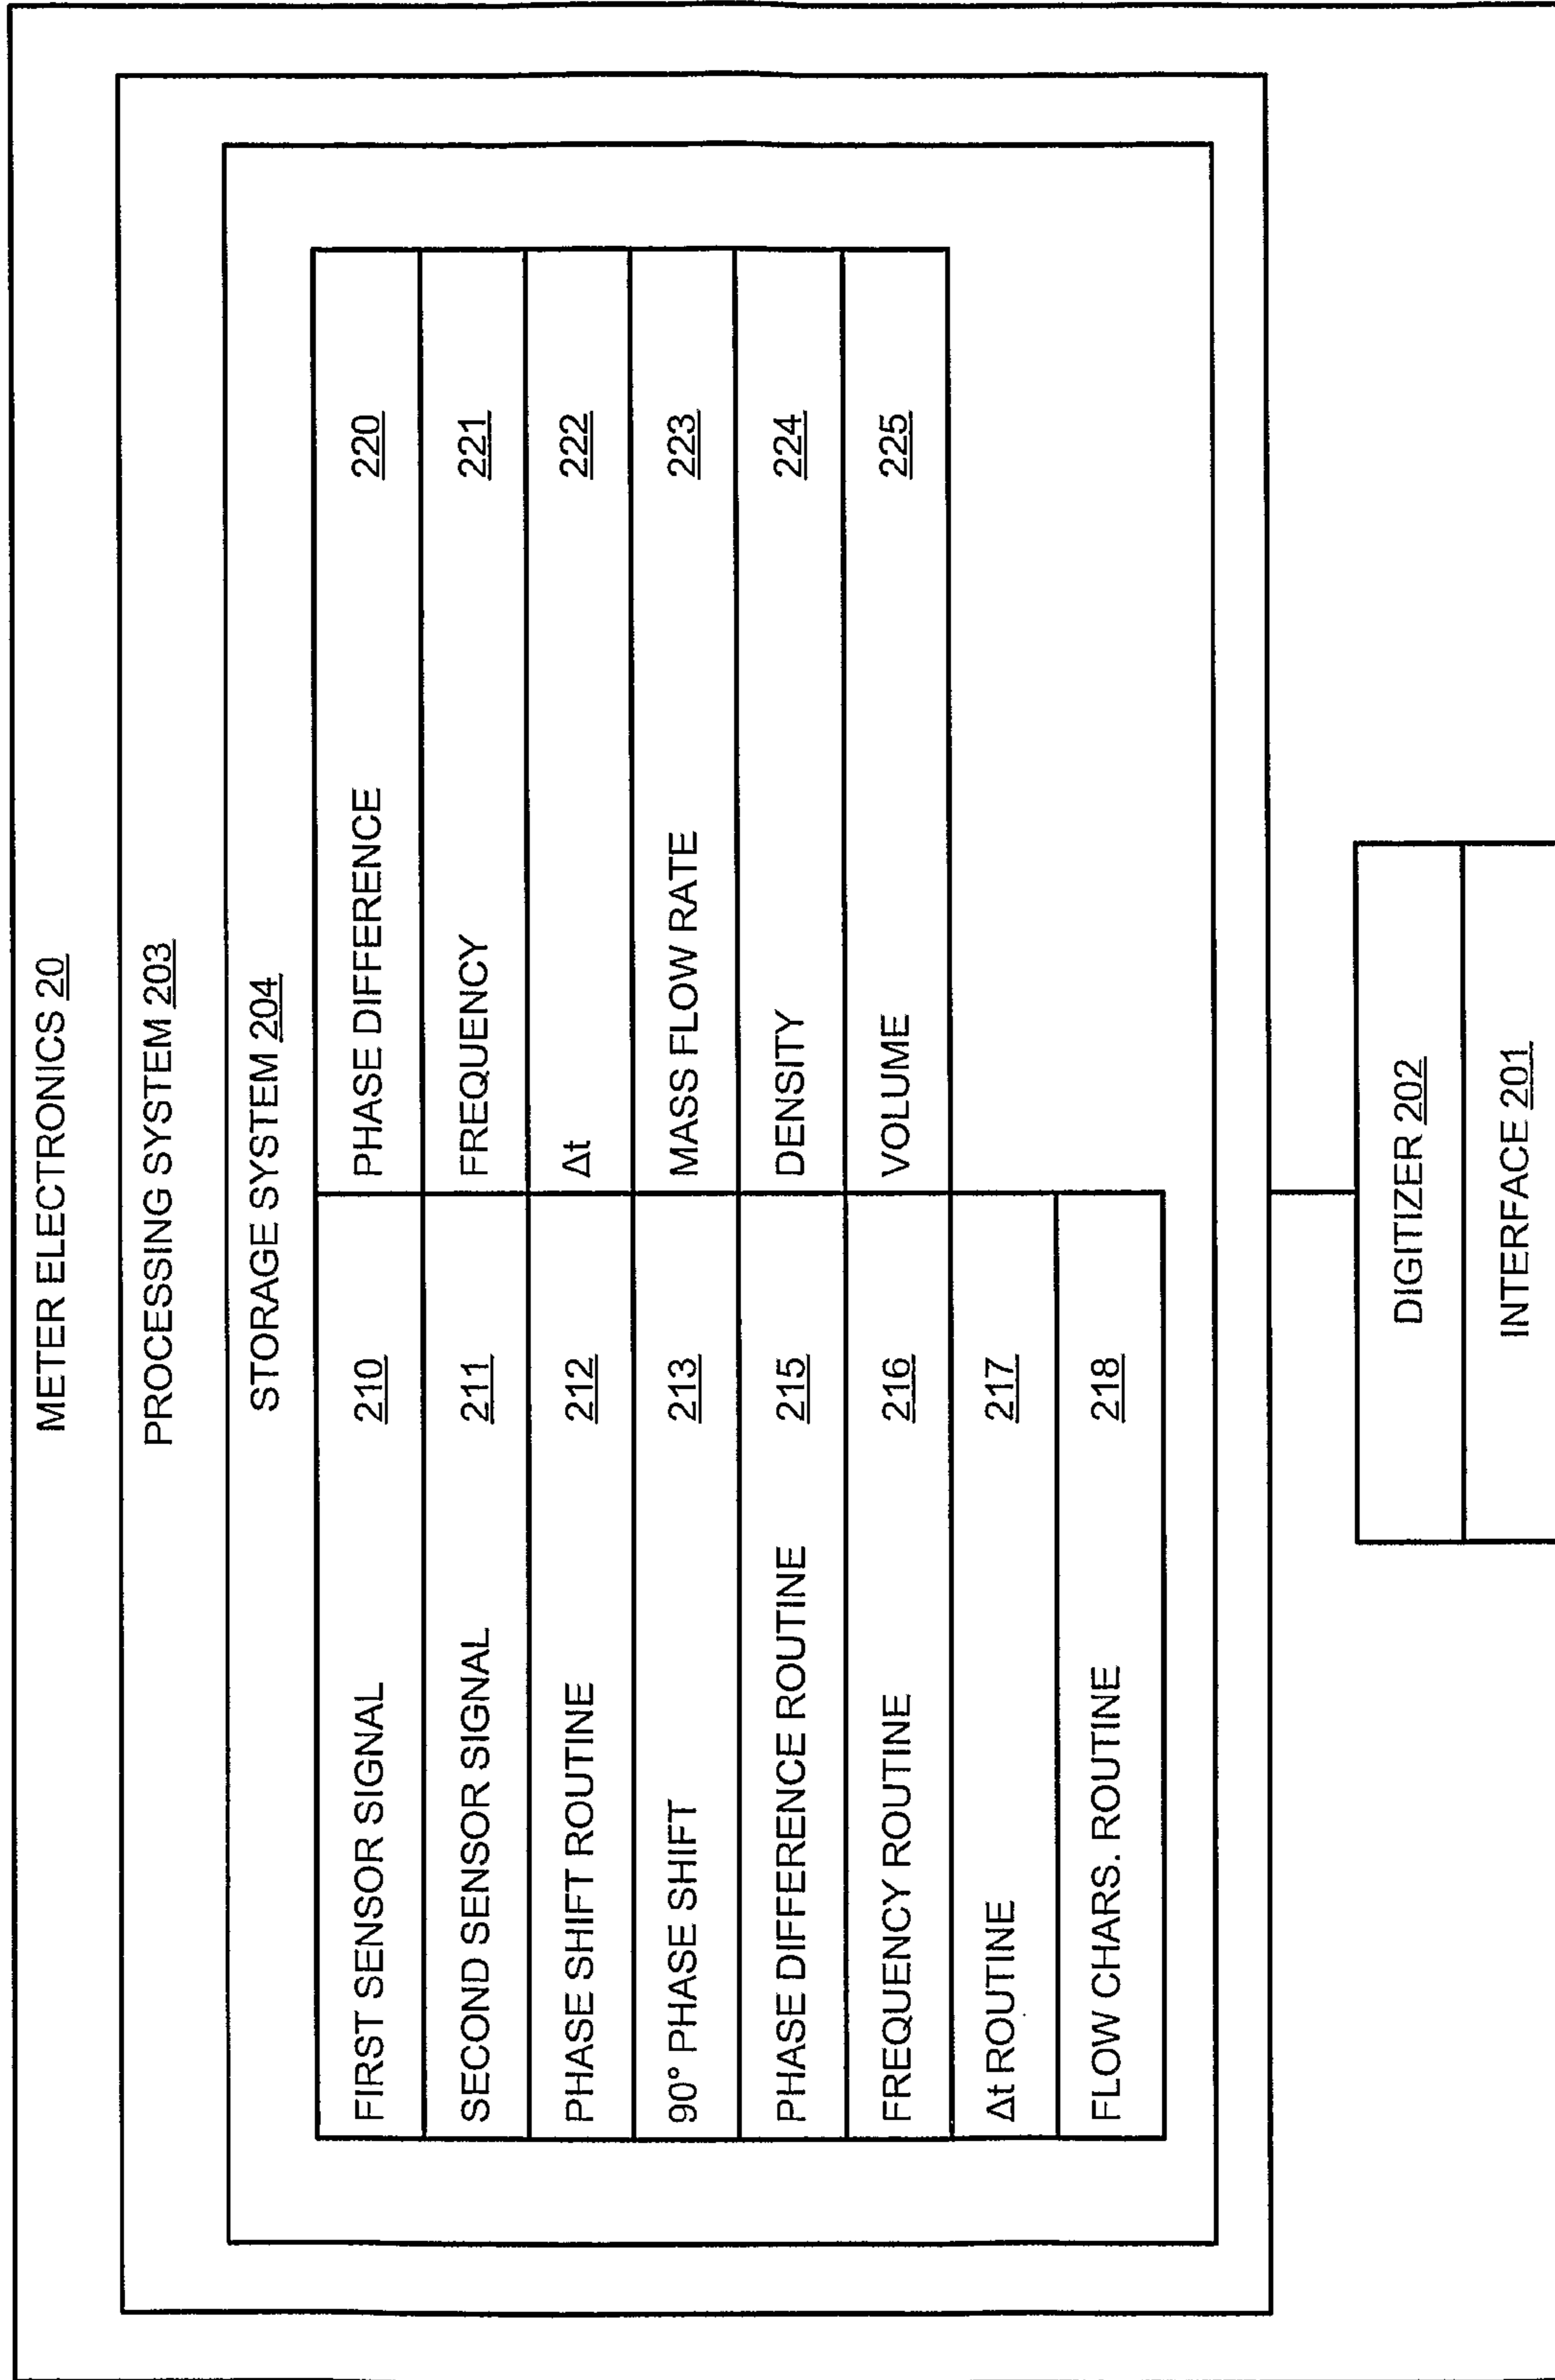 METER ELECTRONICS 20
PROCESSING SYSTEM 203
STORAGE SYSTEM 204
FIRST SENSOR SIGNAL 210
SECOND SENSOR SIGNAL 211
PHASE SHIFT ROUTINE 212
90° PHASE SHIFT 213
PHASE DIFFERENCE ROUTINE 215
FREQUENCY ROUTINE 216
Δt ROUTINE 217
FLOW CHARS. ROUTINE 218
PHASE DIFFERENCE 220
FREQUENCY 221
Δt 222
MASS FLOW RATE 223
DENSITY 224
VOLUME 225
DIGITIZER 202
INTERFACE 201